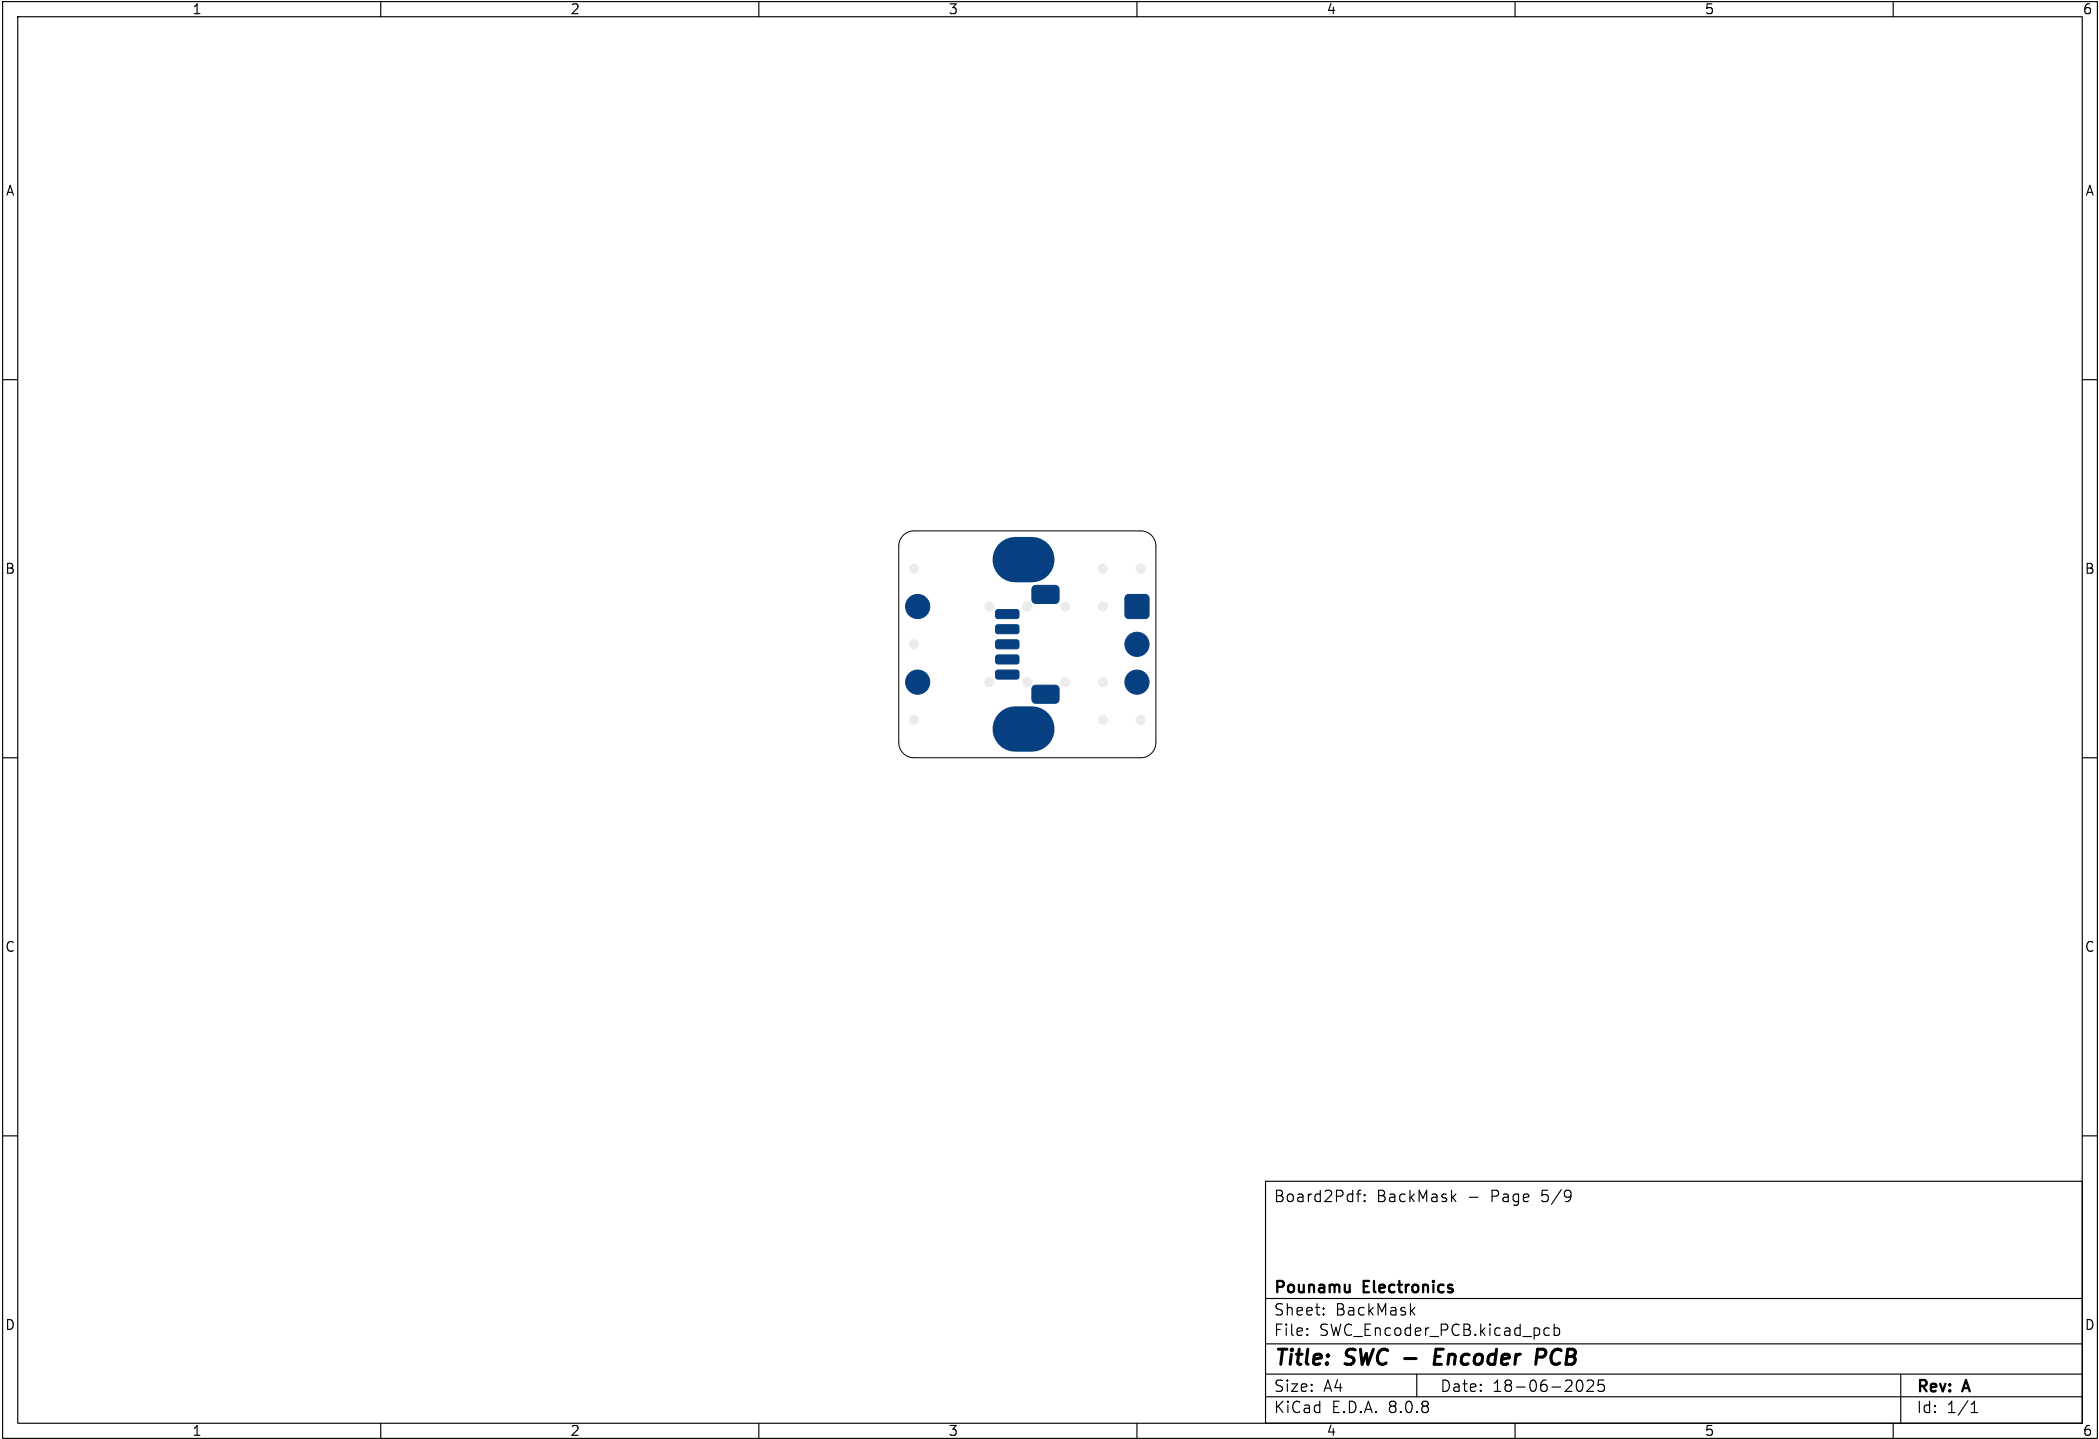 1 2 3 4 5 6
A A
B B
C C
D D
Board2Pdf: BackMask – Page 5/9
Pounamu Electronics
Sheet: BackMask
File: SWC_Encoder_PCB.kicad_pcb
Title: SWC – Encoder PCB
Size: A4 Date: 18–06–2025 Rev: A
KiCad E.D.A. 8.0.8 Id: 1/1
1 2 3 4 5 6